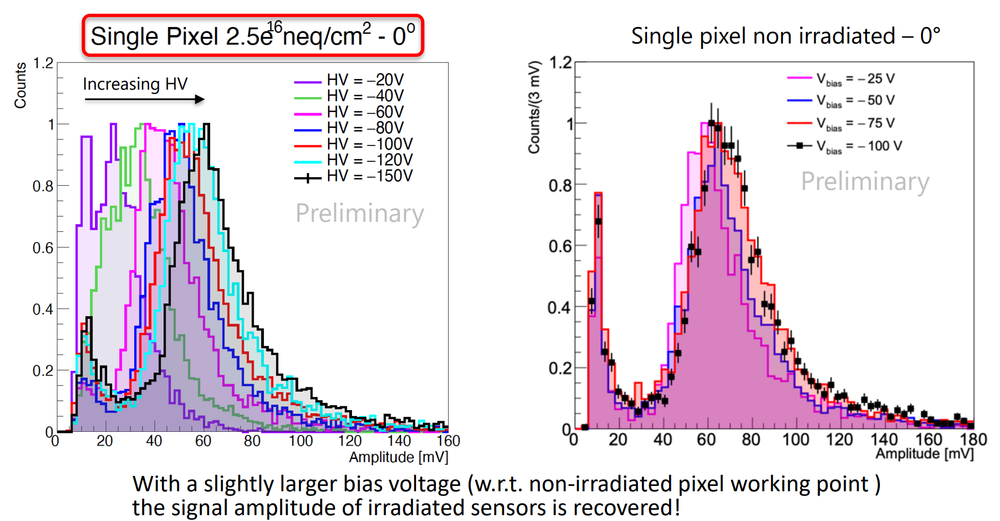 Single Pixel 2.5e¹⁶neq/cm² - 0°
Counts
1.2
1
0.8
0.6
0.4
0.2
0
Increasing HV
HV = −20V
HV = −40V
HV = −60V
HV = −80V
HV = −100V
HV = −120V
HV = −150V
Preliminary
0 20 40 60 80 100 120 140 160
Amplitude [mV]
Single pixel non irradiated – 0°
Counts/(3 mV)
1.2
1
0.8
0.6
0.4
0.2
0
Vbias = − 25 V
Vbias = − 50 V
Vbias = − 75 V
Vbias = − 100 V
Preliminary
0 20 40 60 80 100 120 140 160 180
Amplitude [mV]
With a slightly larger bias voltage (w.r.t. non-irradiated pixel working point )
the signal amplitude of irradiated sensors is recovered!